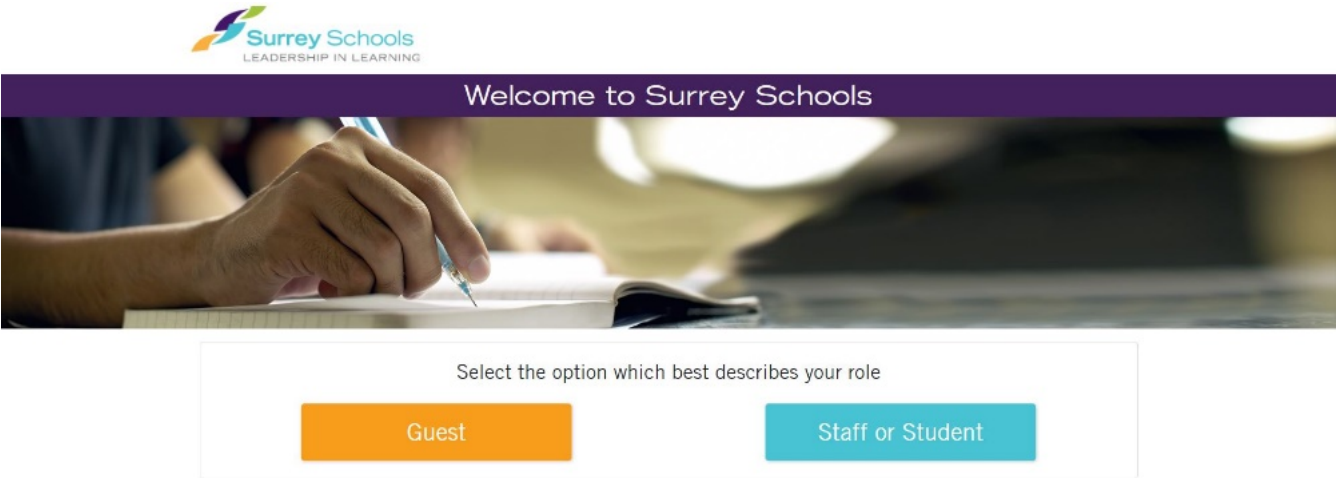 Surrey Schools
LEADERSHIP IN LEARNING
Welcome to Surrey Schools
Select the option which best describes your role
Guest
Staff or Student